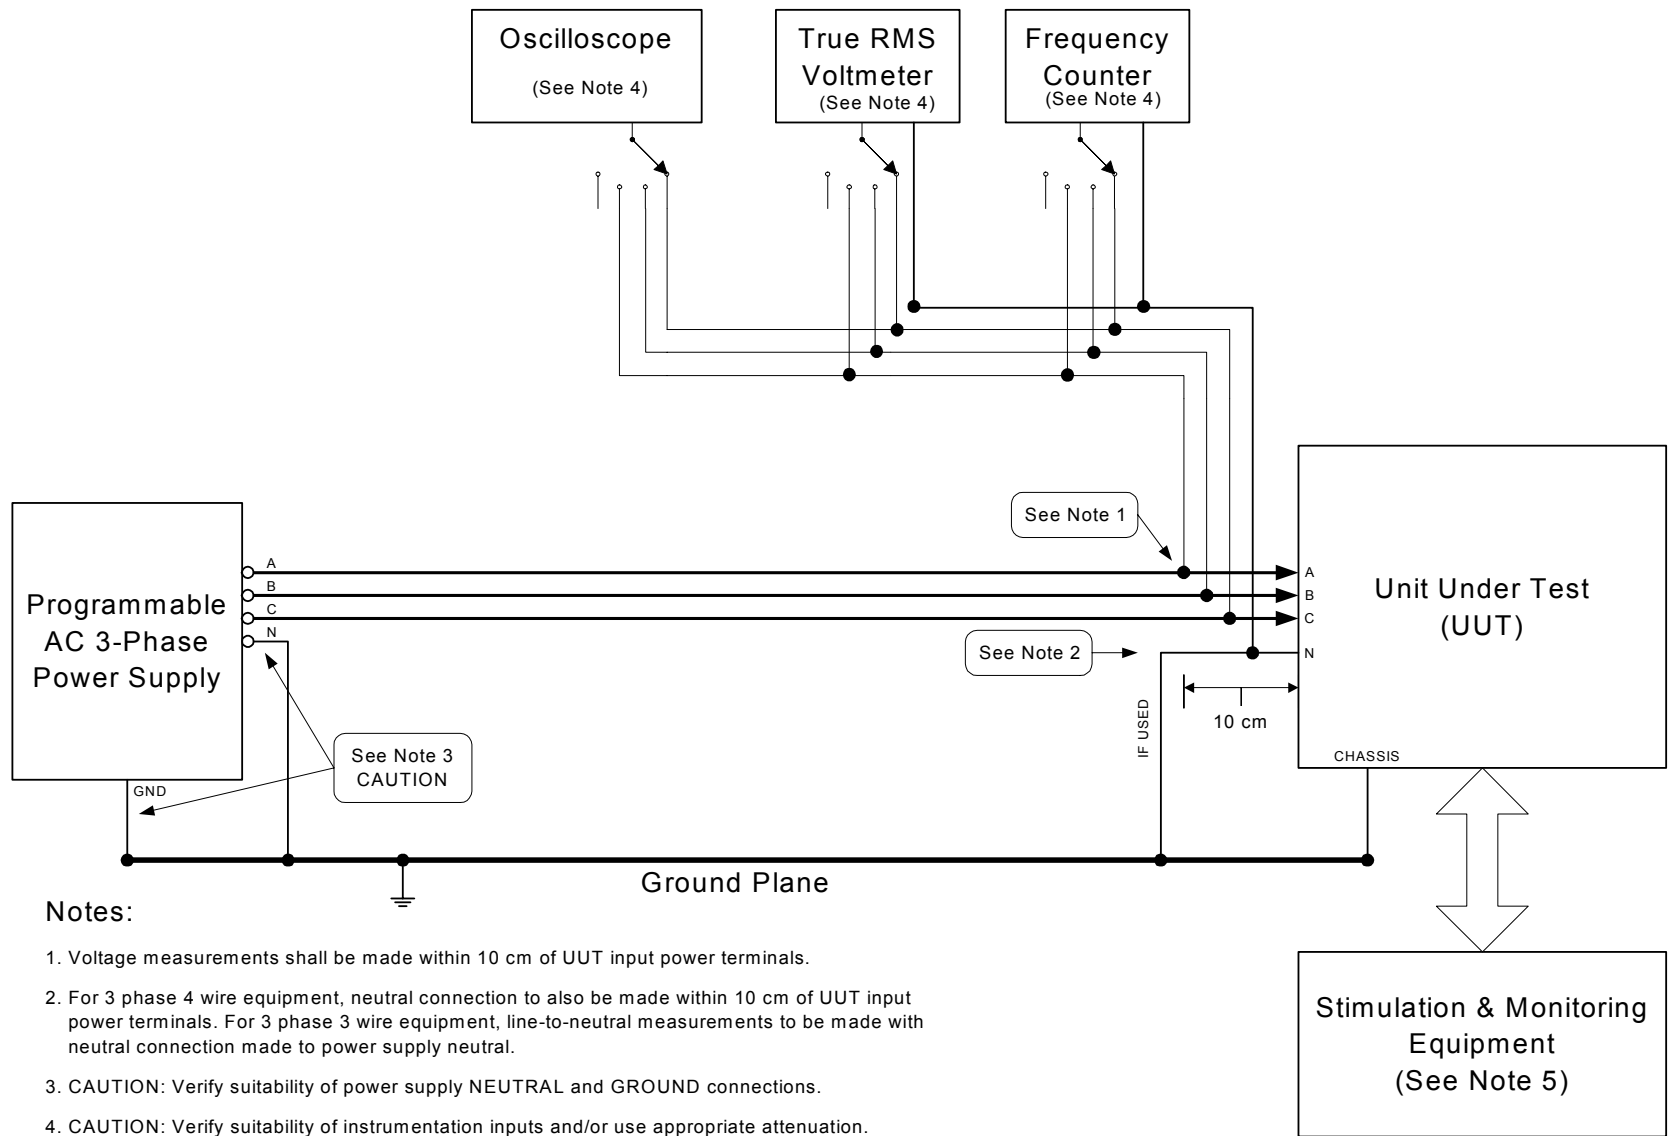 Oscilloscope
(See Note 4)
True RMS
Voltmeter
(See Note 4)
Frequency
Counter
(See Note 4)
See Note 1
Programmable
AC 3-Phase
Power Supply
A
B
C
N
GND
See Note 3
CAUTION
See Note 2
IF USED
10 cm
A
B
C
N
Unit Under Test
(UUT)
CHASSIS
Ground Plane
Stimulation & Monitoring
Equipment
(See Note 5)
Notes:
1. Voltage measurements shall be made within 10 cm of UUT input power terminals.
2. For 3 phase 4 wire equipment, neutral connection to also be made within 10 cm of UUT input
power terminals. For 3 phase 3 wire equipment, line-to-neutral measurements to be made with
neutral connection made to power supply neutral.
3. CAUTION: Verify suitability of power supply NEUTRAL and GROUND connections.
4. CAUTION: Verify suitability of instrumentation inputs and/or use appropriate attenuation.